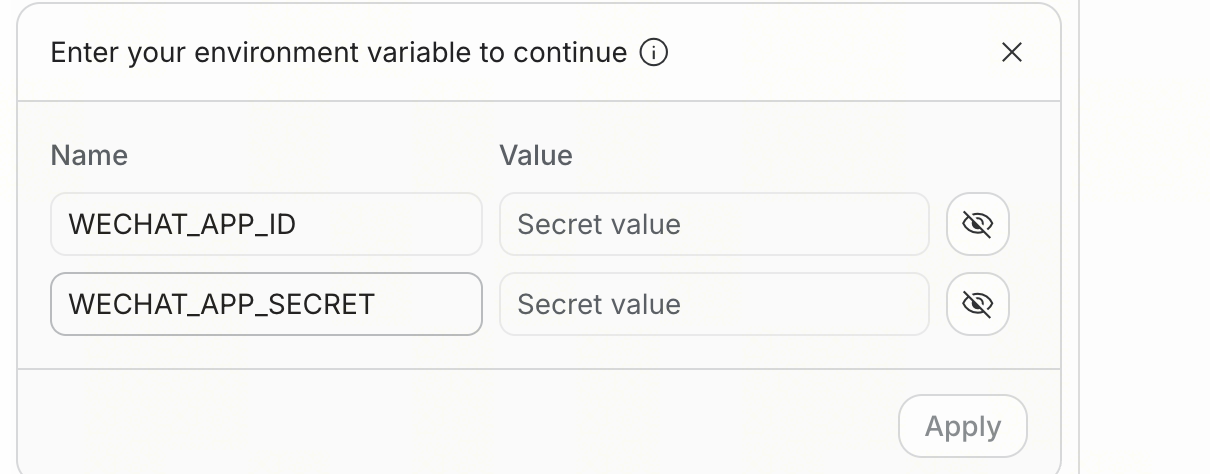 Enter your environment variable to continue
Name Value
WECHAT_APP_ID Secret value
WECHAT_APP_SECRET Secret value
Apply